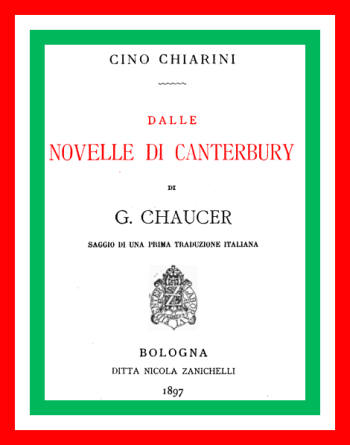 CINO CHIARINI
DALLE
NOVELLE DI CANTERBURY
DI
G. CHAUCER
SAGGIO DI UNA PRIMA TRADUZIONE ITALIANA
BOLOGNA
DITTA NICOLA ZANICHELLI
1897